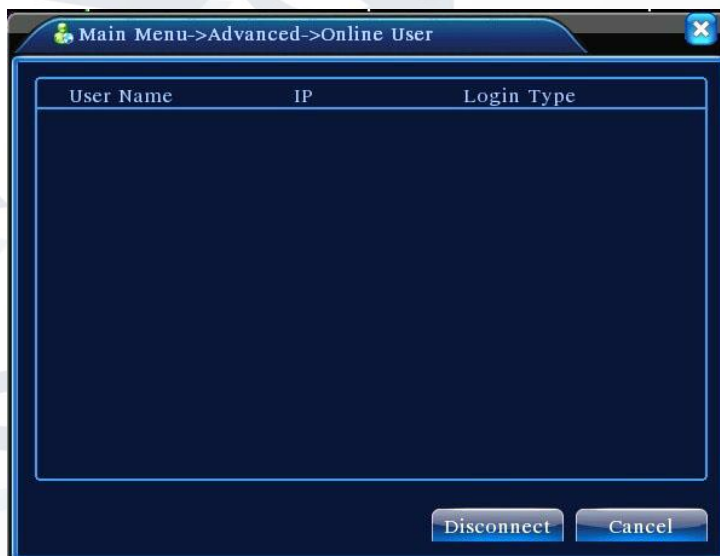 Main Menu->Advanced->Online User
User Name IP Login Type
Disconnect Cancel